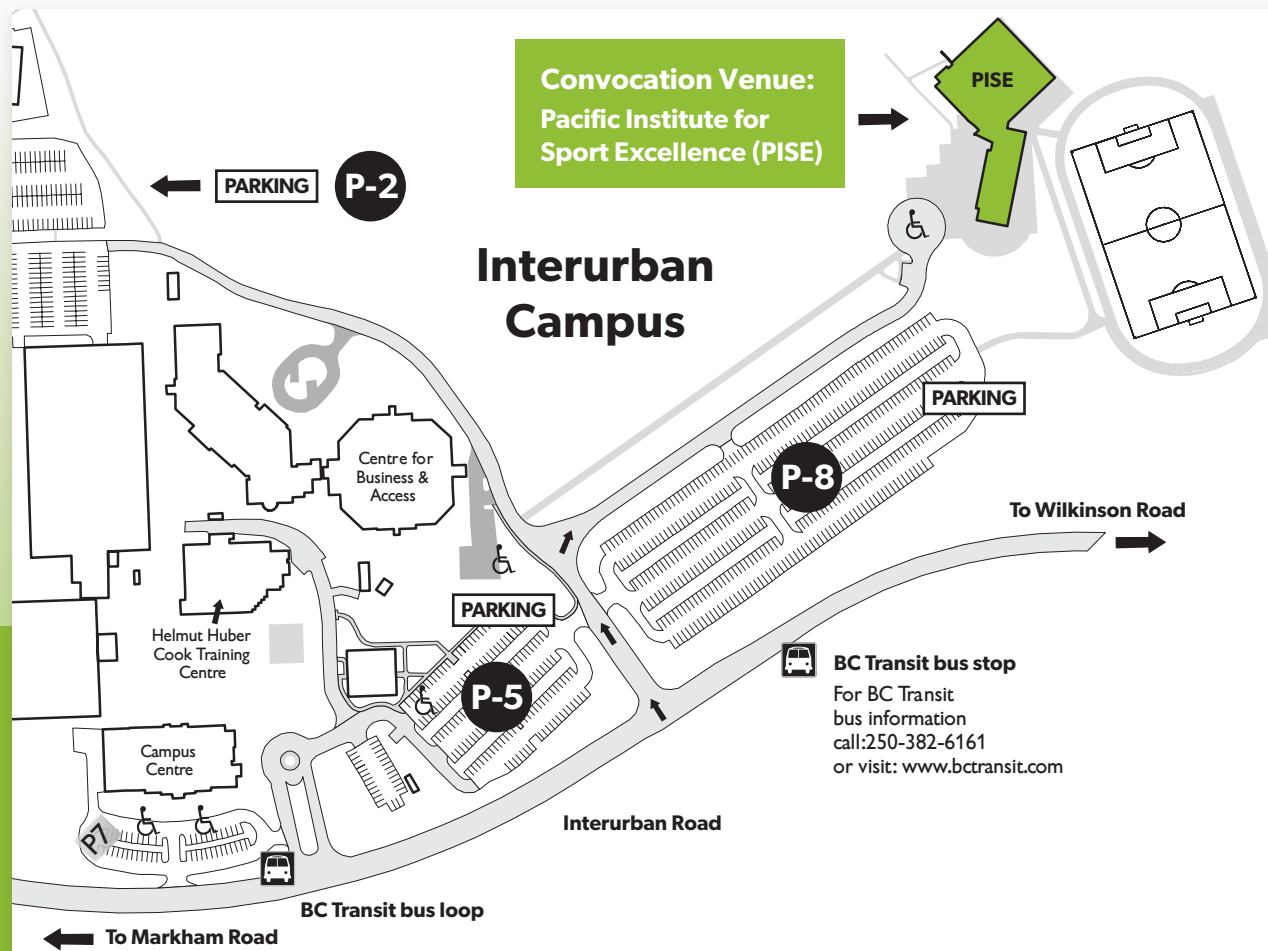 Convocation Venue:
Pacific Institute for
Sport Excellence (PISE)
PISE
PARKING
P-2
Interurban
Campus
PARKING
P-8
Centre for
Business &
Access
To Wilkinson Road
PARKING
P-5
Helmut Huber
Cook Training
Centre
BC Transit bus stop
For BC Transit
bus information
call:250-382-6161
or visit: www.bctransit.com
Campus
Centre
P7
Interurban Road
BC Transit bus loop
To Markham Road